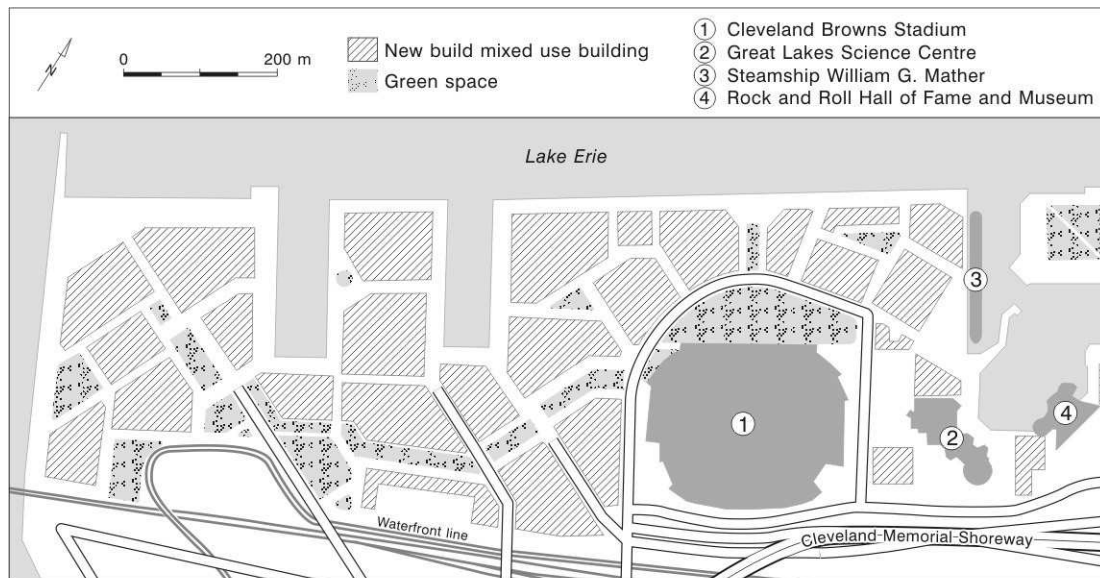 N
0 200 m
New build mixed use building
Green space
1 Cleveland Browns Stadium
2 Great Lakes Science Centre
3 Steamship William G. Mather
4 Rock and Roll Hall of Fame and Museum
Lake Erie
3
4
1
2
Waterfront line
Cleveland Memorial Shoreway